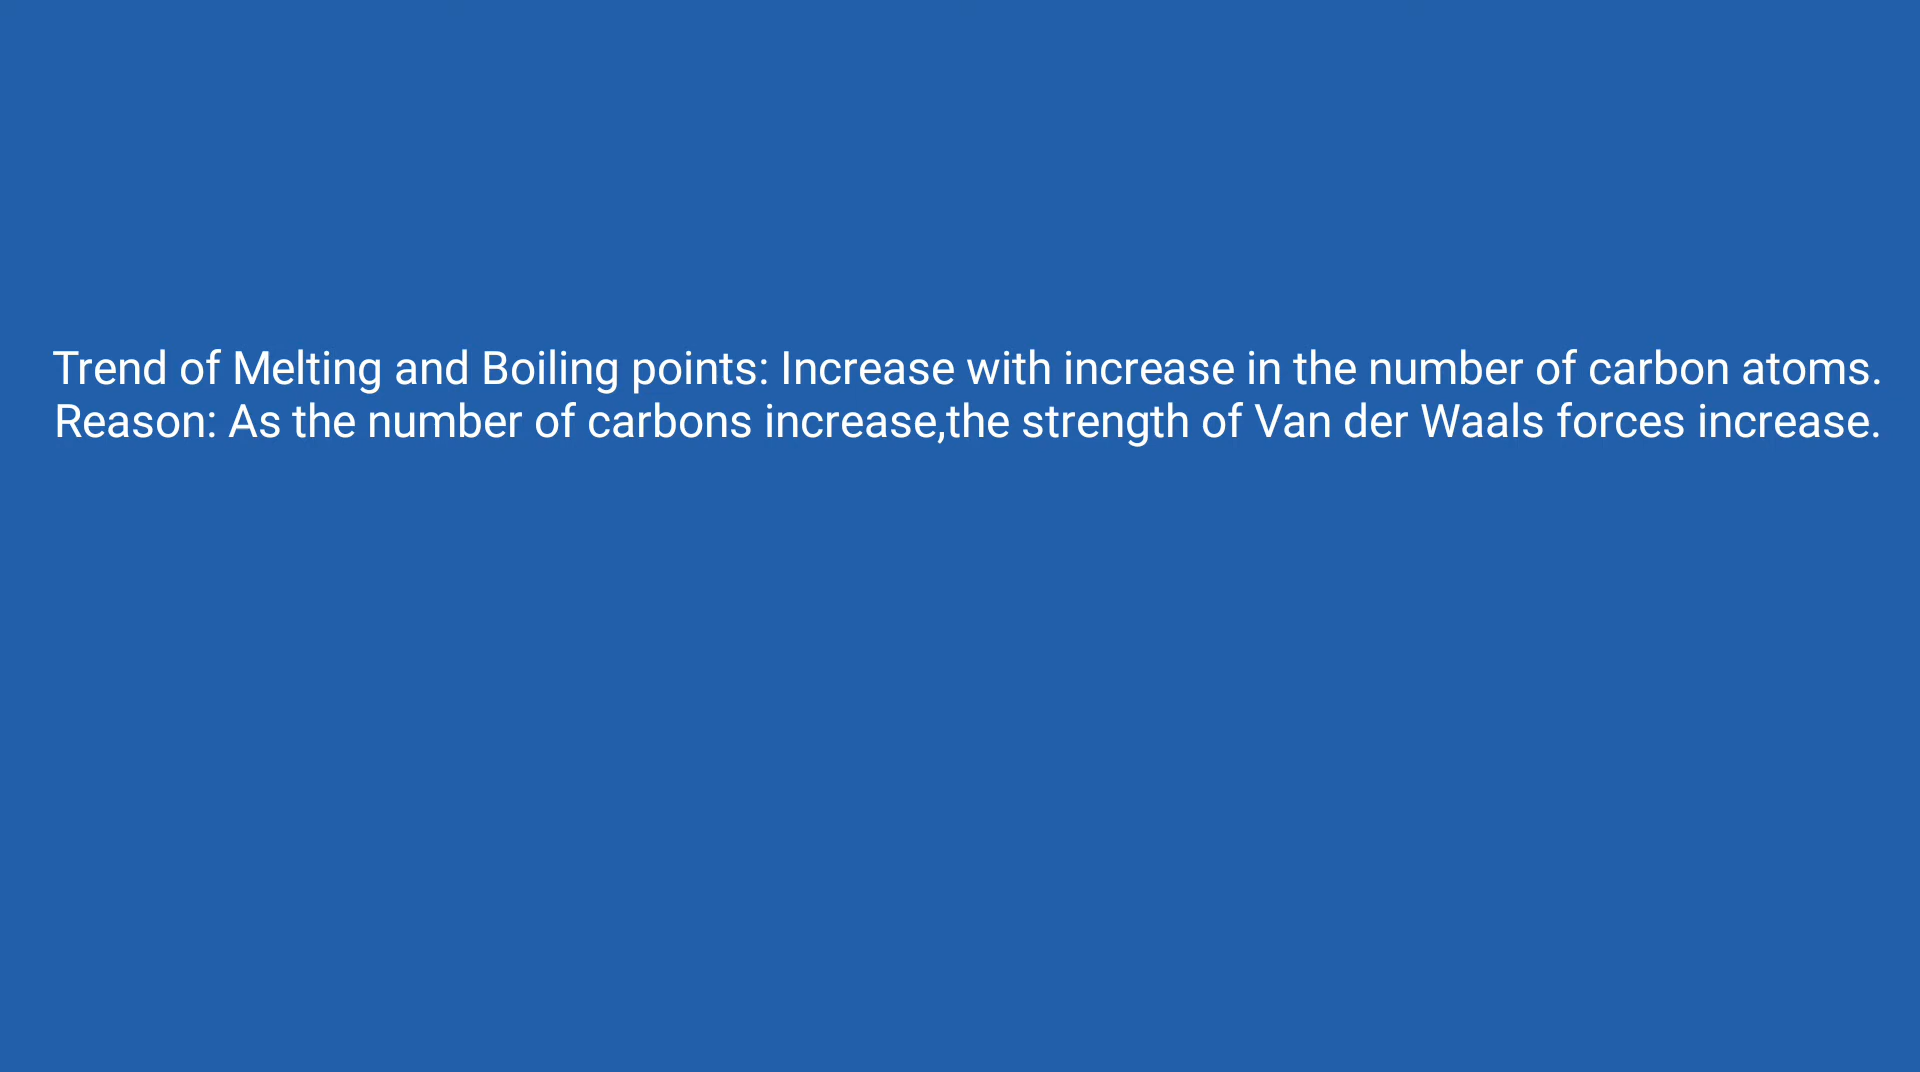 Trend of Melting and Boiling points: Increase with increase in the number of carbon atoms.
Reason: As the number of carbons increase,the strength of Van der Waals forces increase.